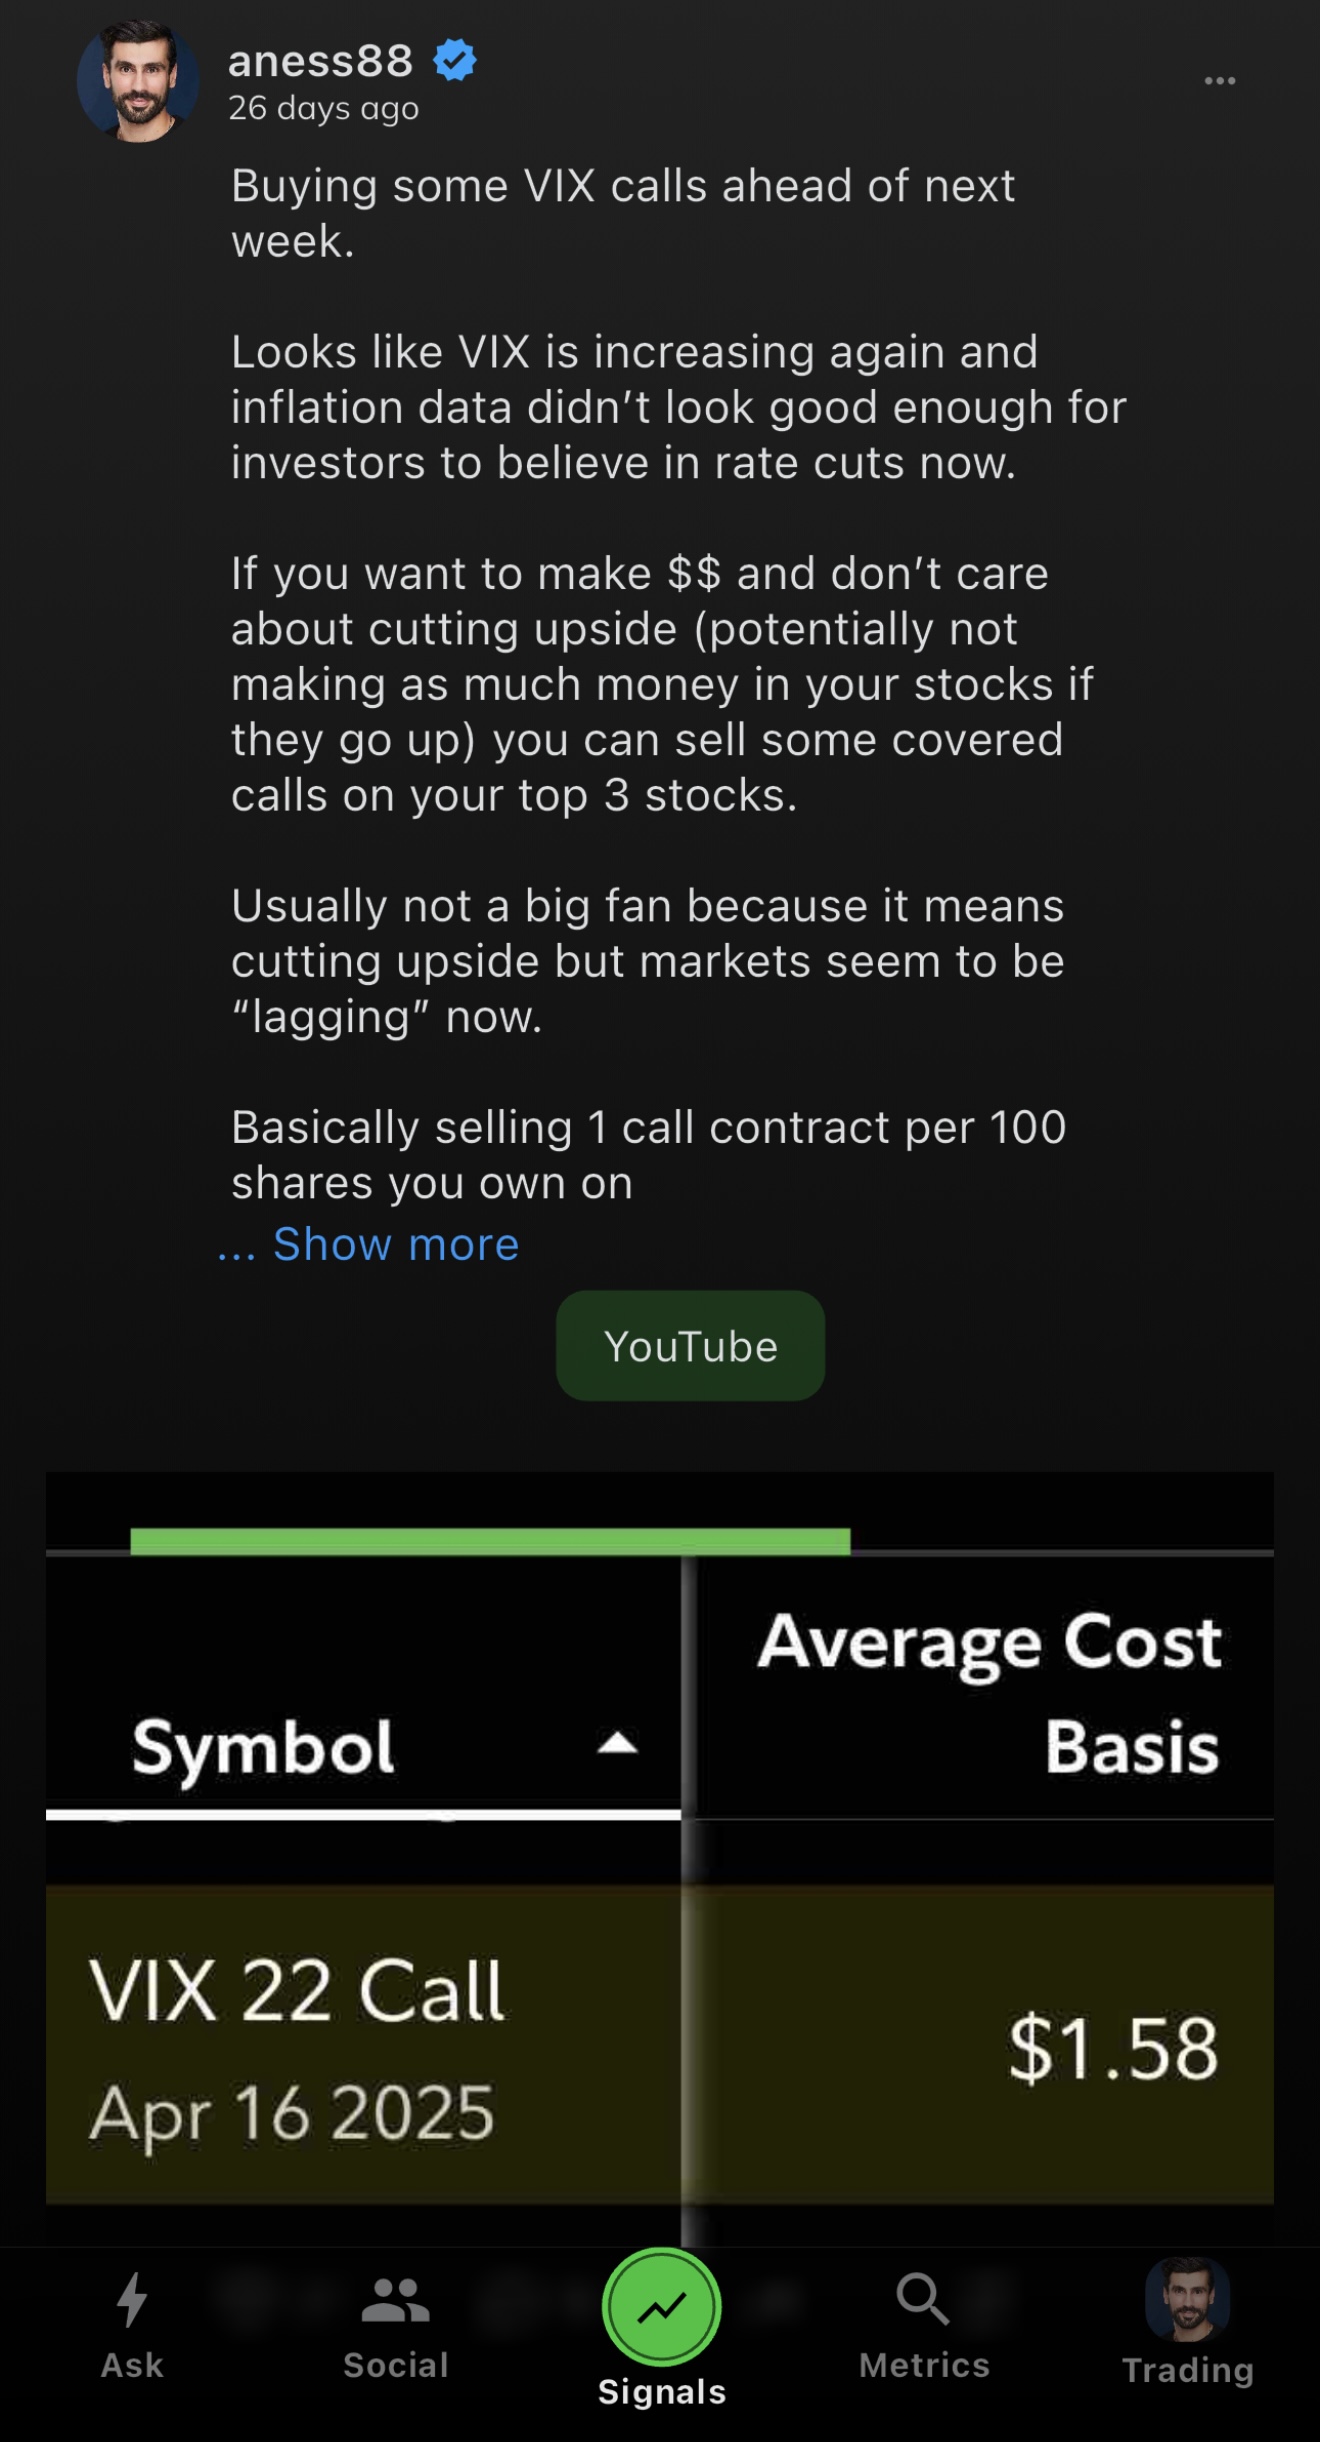 aness88
26 days ago
Buying some VIX calls ahead of next
week.
Looks like VIX is increasing again and
inflation data didn’t look good enough for
investors to believe in rate cuts now.
If you want to make $$ and don’t care
about cutting upside (potentially not
making as much money in your stocks if
they go up) you can sell some covered
calls on your top 3 stocks.
Usually not a big fan because it means
cutting upside but markets seem to be
“lagging” now.
Basically selling 1 call contract per 100
shares you own on
... Show more
YouTube
Average Cost
Symbol
Basis
VIX 22 Call
$1.58
Apr 16 2025
Ask
Social
Signals
Metrics
Trading